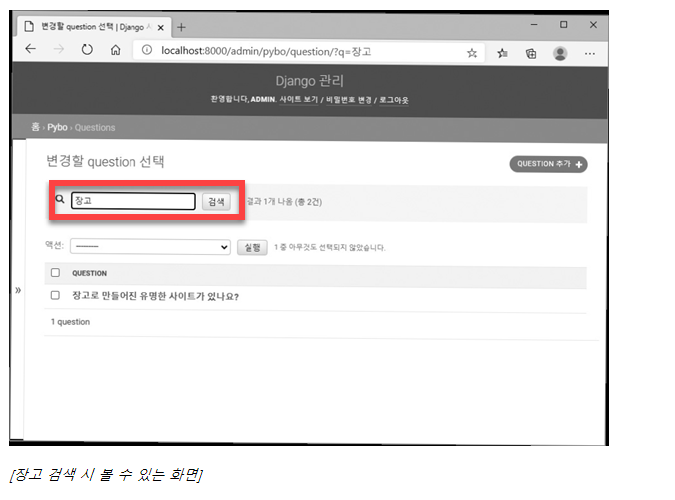 변경할 question 선택 | Django 사
localhost:8000/admin/pybo/question/?q=장고
Django 관리
환영합니다, ADMIN. 사이트 보기 / 비밀번호 변경 / 로그아웃
홈 › Pybo › Questions
변경할 question 선택
QUESTION 추가
장고 검색 결과 1개 나옴 (총 2건)
액션: --------- 실행 1 중 아무것도 선택되지 않았습니다.
QUESTION
장고로 만들어진 유명한 사이트가 있나요?
1 question
[장고 검색 시 볼 수 있는 화면]